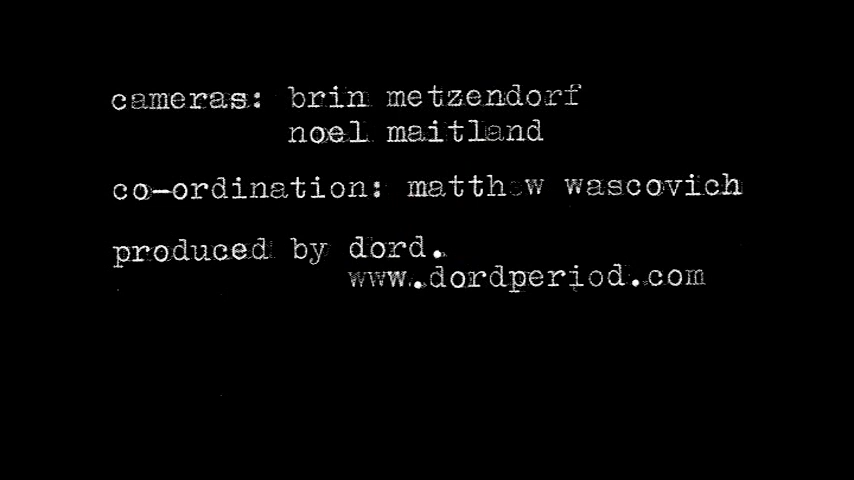 cameras: brin metzendorf
noel maitland
co-ordination: matthew wascovich
produced by dord.
www.dordperiod.com